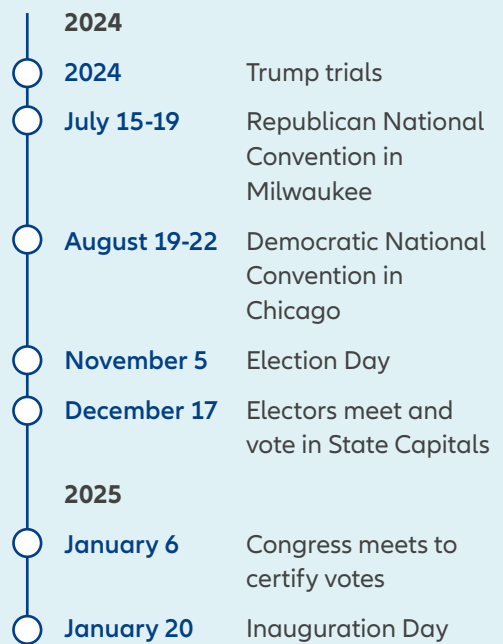 2024
2024 Trump trials
July 15-19 Republican National
Convention in
Milwaukee
August 19-22 Democratic National
Convention in
Chicago
November 5 Election Day
December 17 Electors meet and
vote in State Capitals
2025
January 6 Congress meets to
certify votes
January 20 Inauguration Day